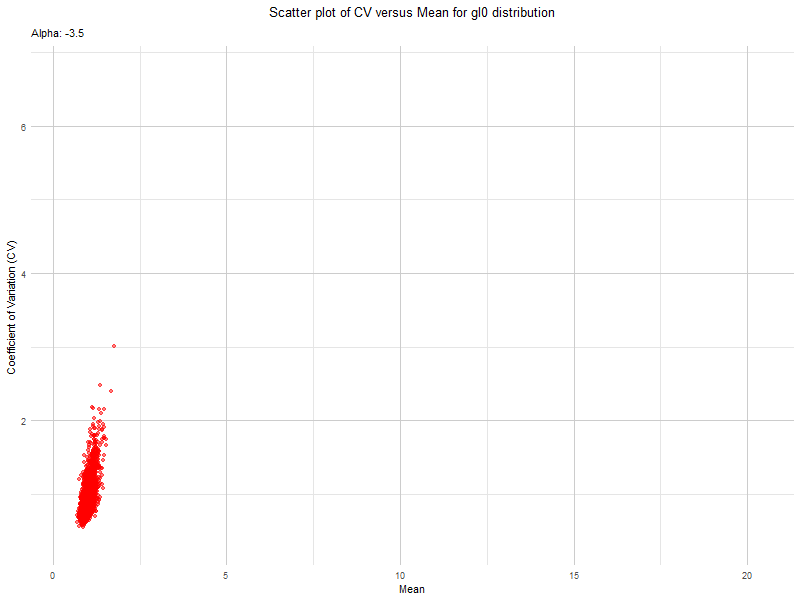 Scatter plot of CV versus Mean for gI0 distribution
Alpha: -3.5
6
4
2
Coefficient of Variation (CV)
0
5
10
15
20
Mean